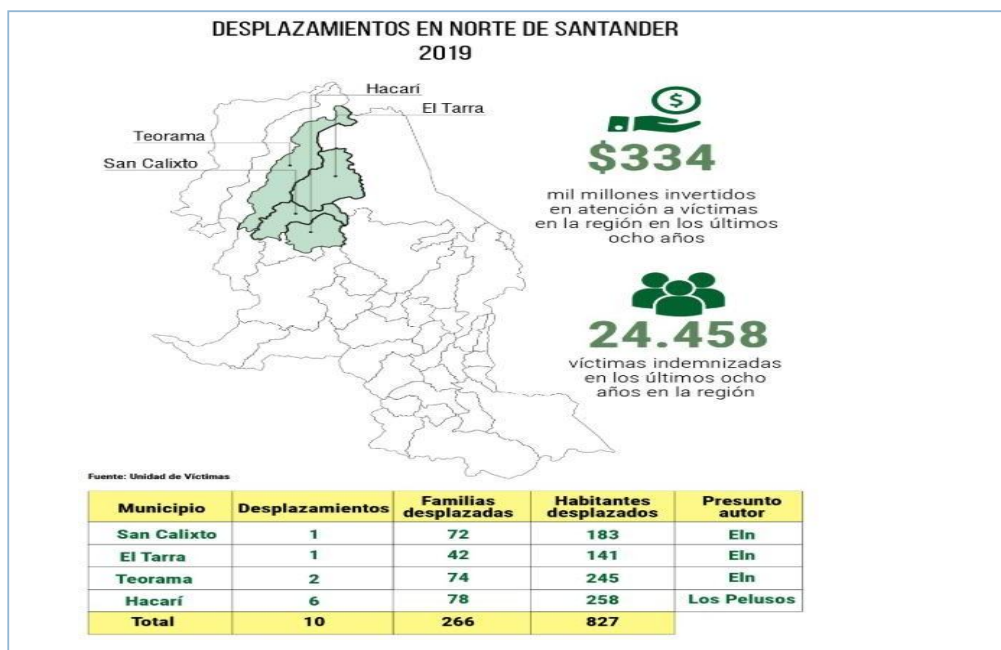 DESPLAZAMIENTOS EN NORTE DE SANTANDER
2019
Hacarí
El Tarra
Teorama
San Calixto
$
$334
mil millones invertidos
en atención a víctimas
en la región en los últimos
ocho años
24.458
víctimas indemnizadas
en los últimos ocho
años en la región
Fuente: Unidad de Víctimas
Municipio Desplazamientos Familias desplazadas Habitantes desplazados Presunto autor
San Calixto 1 72 183 Eln
El Tarra 1 42 141 Eln
Teorama 2 74 245 Eln
Hacarí 6 78 258 Los Pelusos
Total 10 266 827